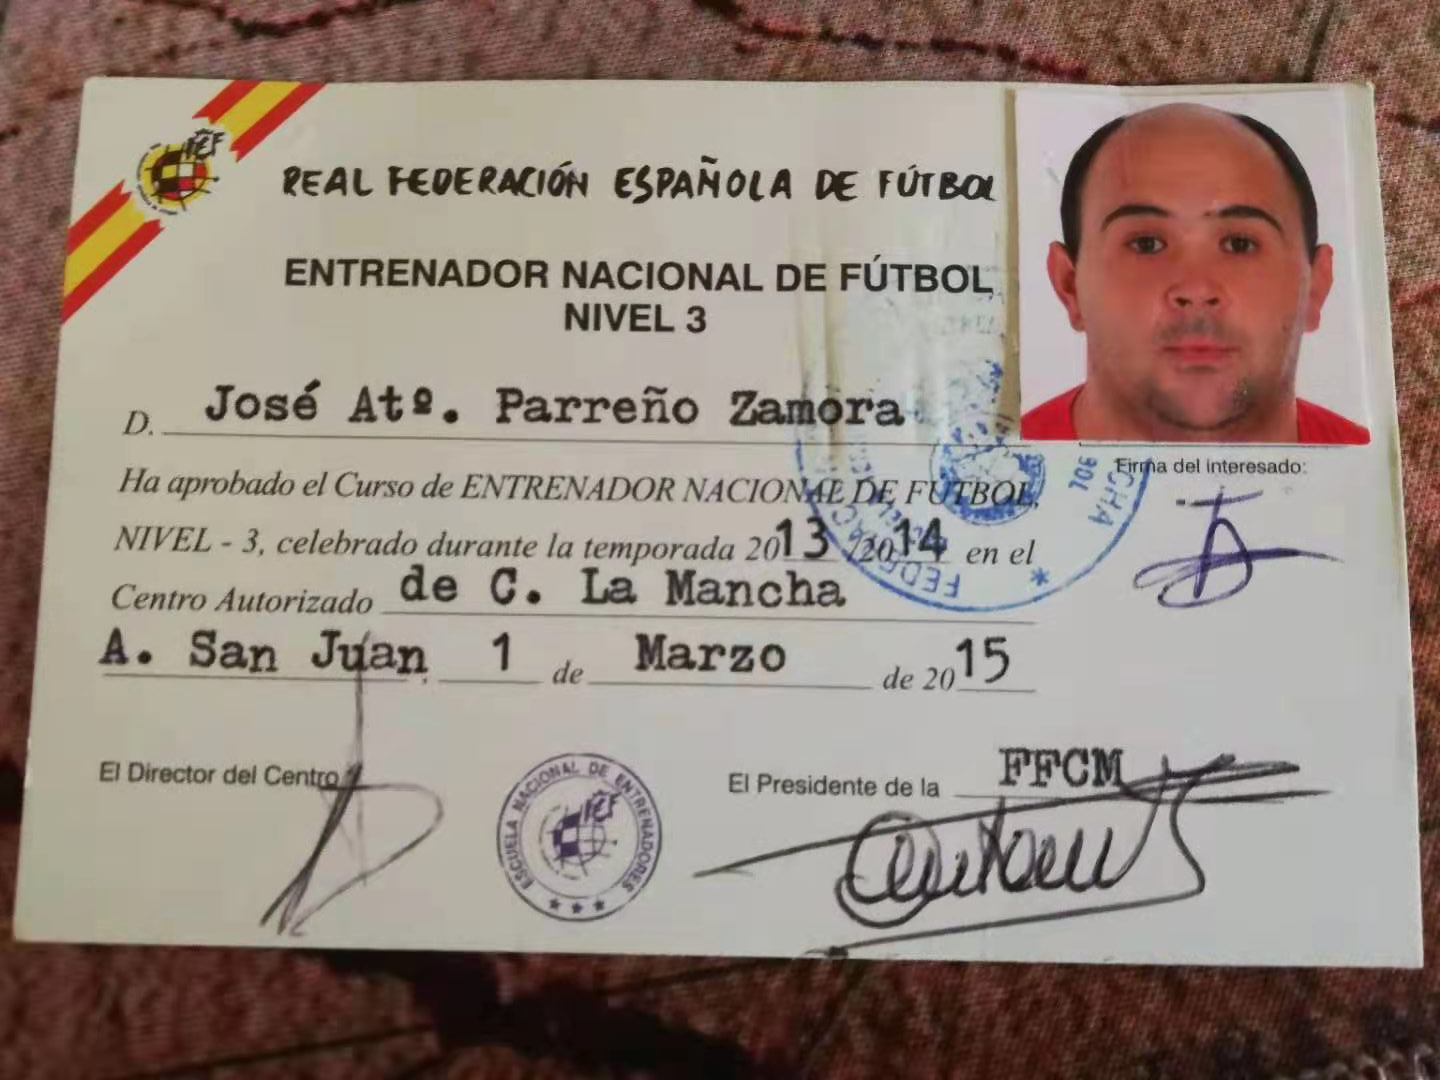 RFEF
REAL FEDERACIÓN ESPAÑOLA DE FÚTBOL
ENTRENADOR NACIONAL DE FÚTBOL
NIVEL 3
D. José Atº. Parreño Zamora
Firma del interesado:
Ha aprobado el Curso de ENTRENADOR NACIONAL DE FUTBOL,
NIVEL - 3, celebrado durante la temporada 2013 /2014 en el
Centro Autorizado de C. La Mancha
A. San Juan, 1 de Marzo de 2015
El Director del Centro
ESCUELA NACIONAL DE ENTRENADORES
RFEF
El Presidente de la FFCM